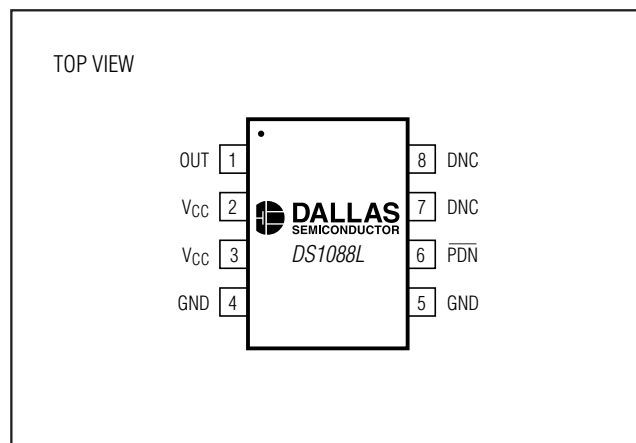 TOP VIEW
OUT 1 8 DNC
VCC 2 7 DNC
DALLAS
SEMICONDUCTOR
VCC 3 DS1088L 6 P̅D̅N̅
GND 4 5 GND